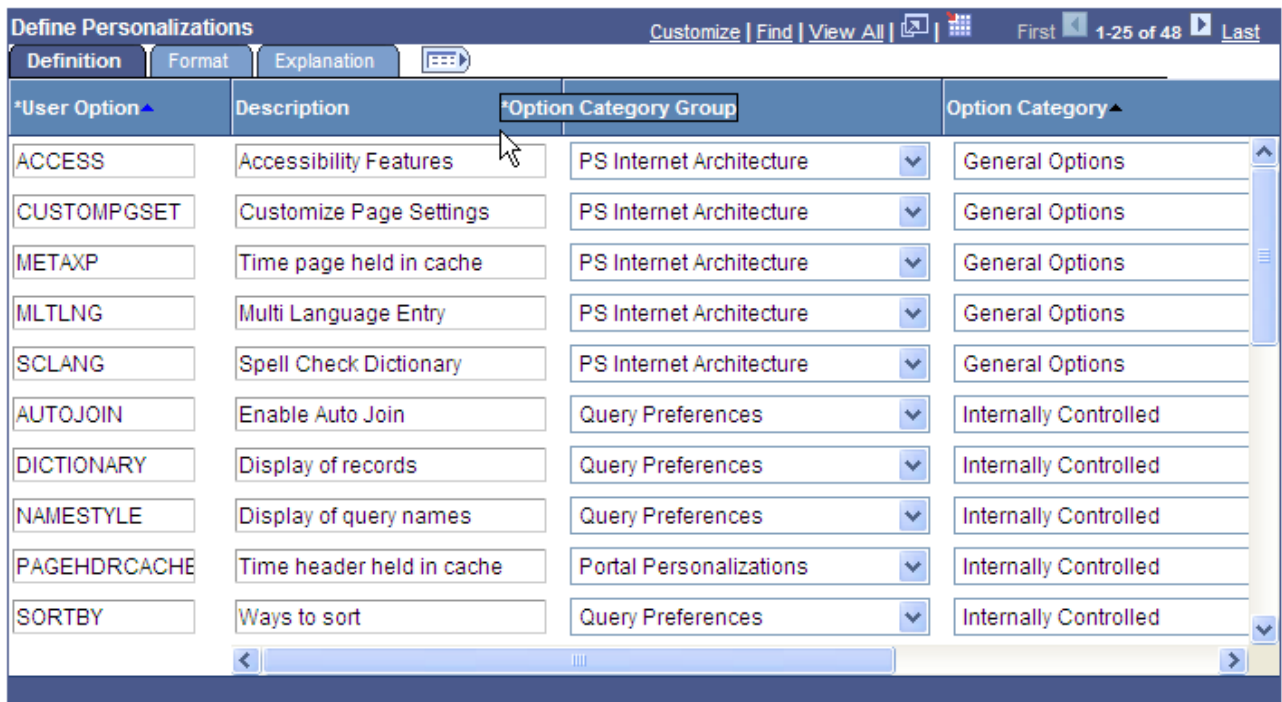 Define Personalizations Customize | Find | View All | | First 1-25 of 48 Last
Definition Format Explanation
*User Option Description *Option Category Group Option Category
ACCESS Accessibility Features PS Internet Architecture General Options
CUSTOMPGSET Customize Page Settings PS Internet Architecture General Options
METAXP Time page held in cache PS Internet Architecture General Options
MLTLNG Multi Language Entry PS Internet Architecture General Options
SCLANG Spell Check Dictionary PS Internet Architecture General Options
AUTOJOIN Enable Auto Join Query Preferences Internally Controlled
DICTIONARY Display of records Query Preferences Internally Controlled
NAMESTYLE Display of query names Query Preferences Internally Controlled
PAGEHDRCACHE Time header held in cache Portal Personalizations Internally Controlled
SORTBY Ways to sort Query Preferences Internally Controlled